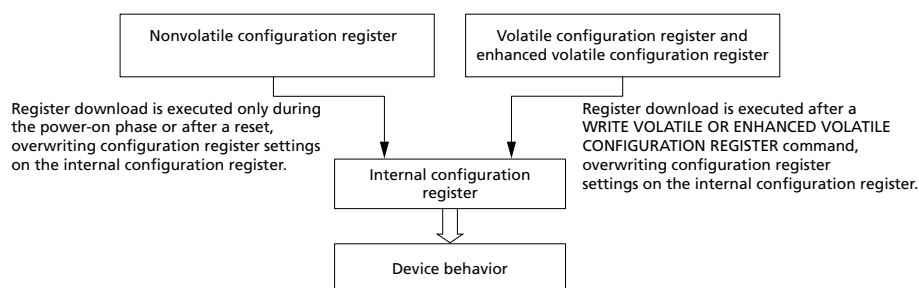 Nonvolatile configuration register
Volatile configuration register and
enhanced volatile configuration register
Register download is executed only during
the power-on phase or after a reset,
overwriting configuration register settings
on the internal configuration register.
Register download is executed after a
WRITE VOLATILE OR ENHANCED VOLATILE
CONFIGURATION REGISTER command,
overwriting configuration register
settings on the internal configuration register.
Internal configuration
register
Device behavior